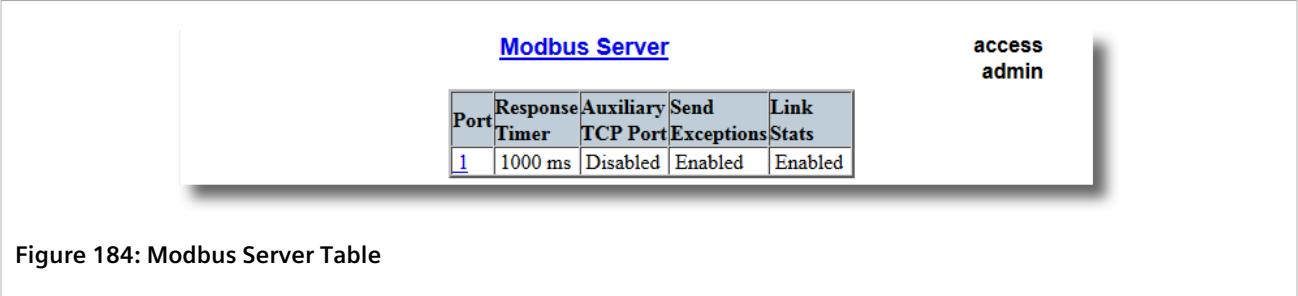 Modbus Server
access
admin
Port Response Timer Auxiliary TCP Port Send Exceptions Link Stats
1 1000 ms Disabled Enabled Enabled
Figure 184: Modbus Server Table